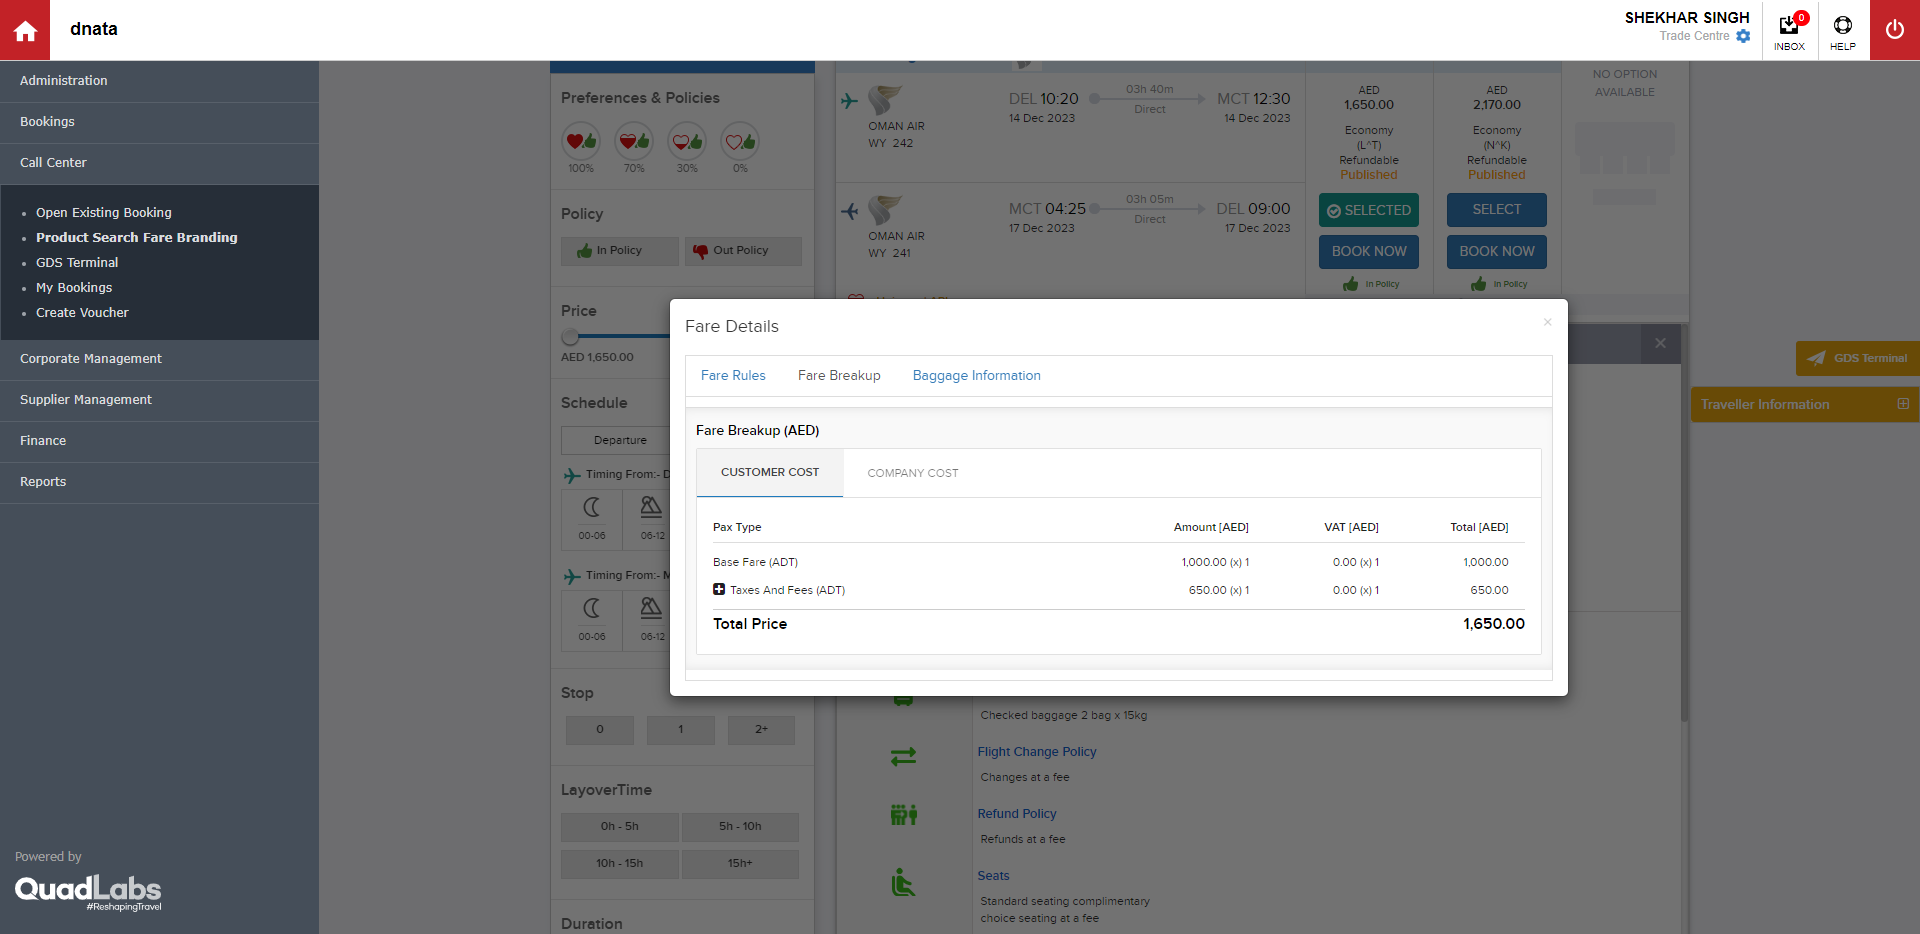 dnata
SHEKHAR SINGH
Trade Centre
0
INBOX
HELP
Administration
Bookings
Call Center
Open Existing Booking
Product Search Fare Branding
GDS Terminal
My Bookings
Create Voucher
Corporate Management
Supplier Management
Finance
Reports
Powered by
QuadLabs
#ReshapingTravel
Preferences & Policies
100% 70% 30% 0%
Policy
In Policy Out Policy
Price
AED 1,650.00
Schedule
Departure
Timing From:- D
00-06 06-12
Timing From:- M
00-06 06-12
Stop
0 1 2+
LayoverTime
0h - 5h 5h - 10h
10h - 15h 15h+
Duration
OMAN AIR
WY 242
DEL 10:20
14 Dec 2023
03h 40m
Direct
MCT 12:30
14 Dec 2023
OMAN AIR
WY 241
MCT 04:25
17 Dec 2023
03h 05m
Direct
DEL 09:00
17 Dec 2023
AED
1,650.00
Economy
(L^T)
Refundable
Published
SELECTED
BOOK NOW
In Policy
AED
2,170.00
Economy
(N^K)
Refundable
Published
SELECT
BOOK NOW
In Policy
NO OPTION
AVAILABLE
GDS Terminal
Traveller Information
Fare Details
×
Fare Rules Fare Breakup Baggage Information
Fare Breakup (AED)
CUSTOMER COST COMPANY COST
Pax Type Amount [AED] VAT [AED] Total [AED]
Base Fare (ADT) 1,000.00 (x) 1 0.00 (x) 1 1,000.00
Taxes And Fees (ADT) 650.00 (x) 1 0.00 (x) 1 650.00
Total Price 1,650.00
Checked baggage 2 bag x 15kg
Flight Change Policy
Changes at a fee
Refund Policy
Refunds at a fee
Seats
Standard seating complimentary
choice seating at a fee